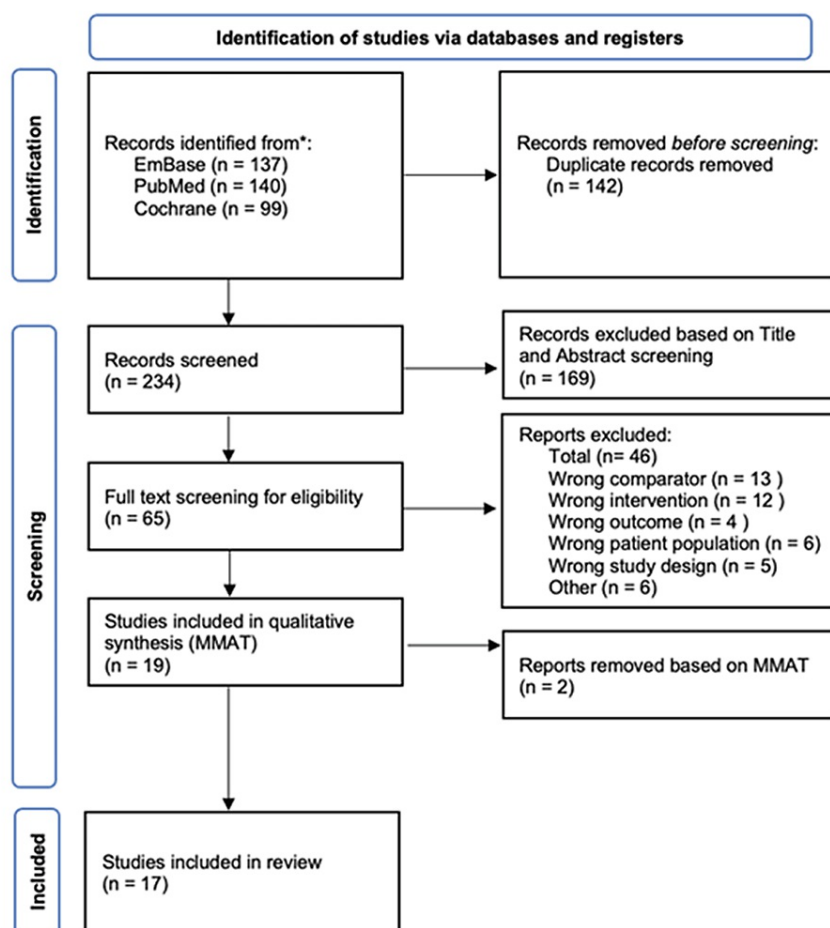 Identification of studies via databases and registers
Identification
Records identified from*:
EmBase (n = 137)
PubMed (n = 140)
Cochrane (n = 99)
Records removed before screening:
Duplicate records removed
(n = 142)
Screening
Records screened
(n = 234)
Records excluded based on Title
and Abstract screening
(n = 169)
Full text screening for eligibility
(n = 65)
Reports excluded:
Total (n= 46)
Wrong comparator (n = 13 )
Wrong intervention (n = 12 )
Wrong outcome (n = 4 )
Wrong patient population (n = 6)
Wrong study design (n = 5)
Other (n = 6)
Studies included in qualitative
synthesis (MMAT)
(n = 19)
Reports removed based on MMAT
(n = 2)
Included
Studies included in review
(n = 17)